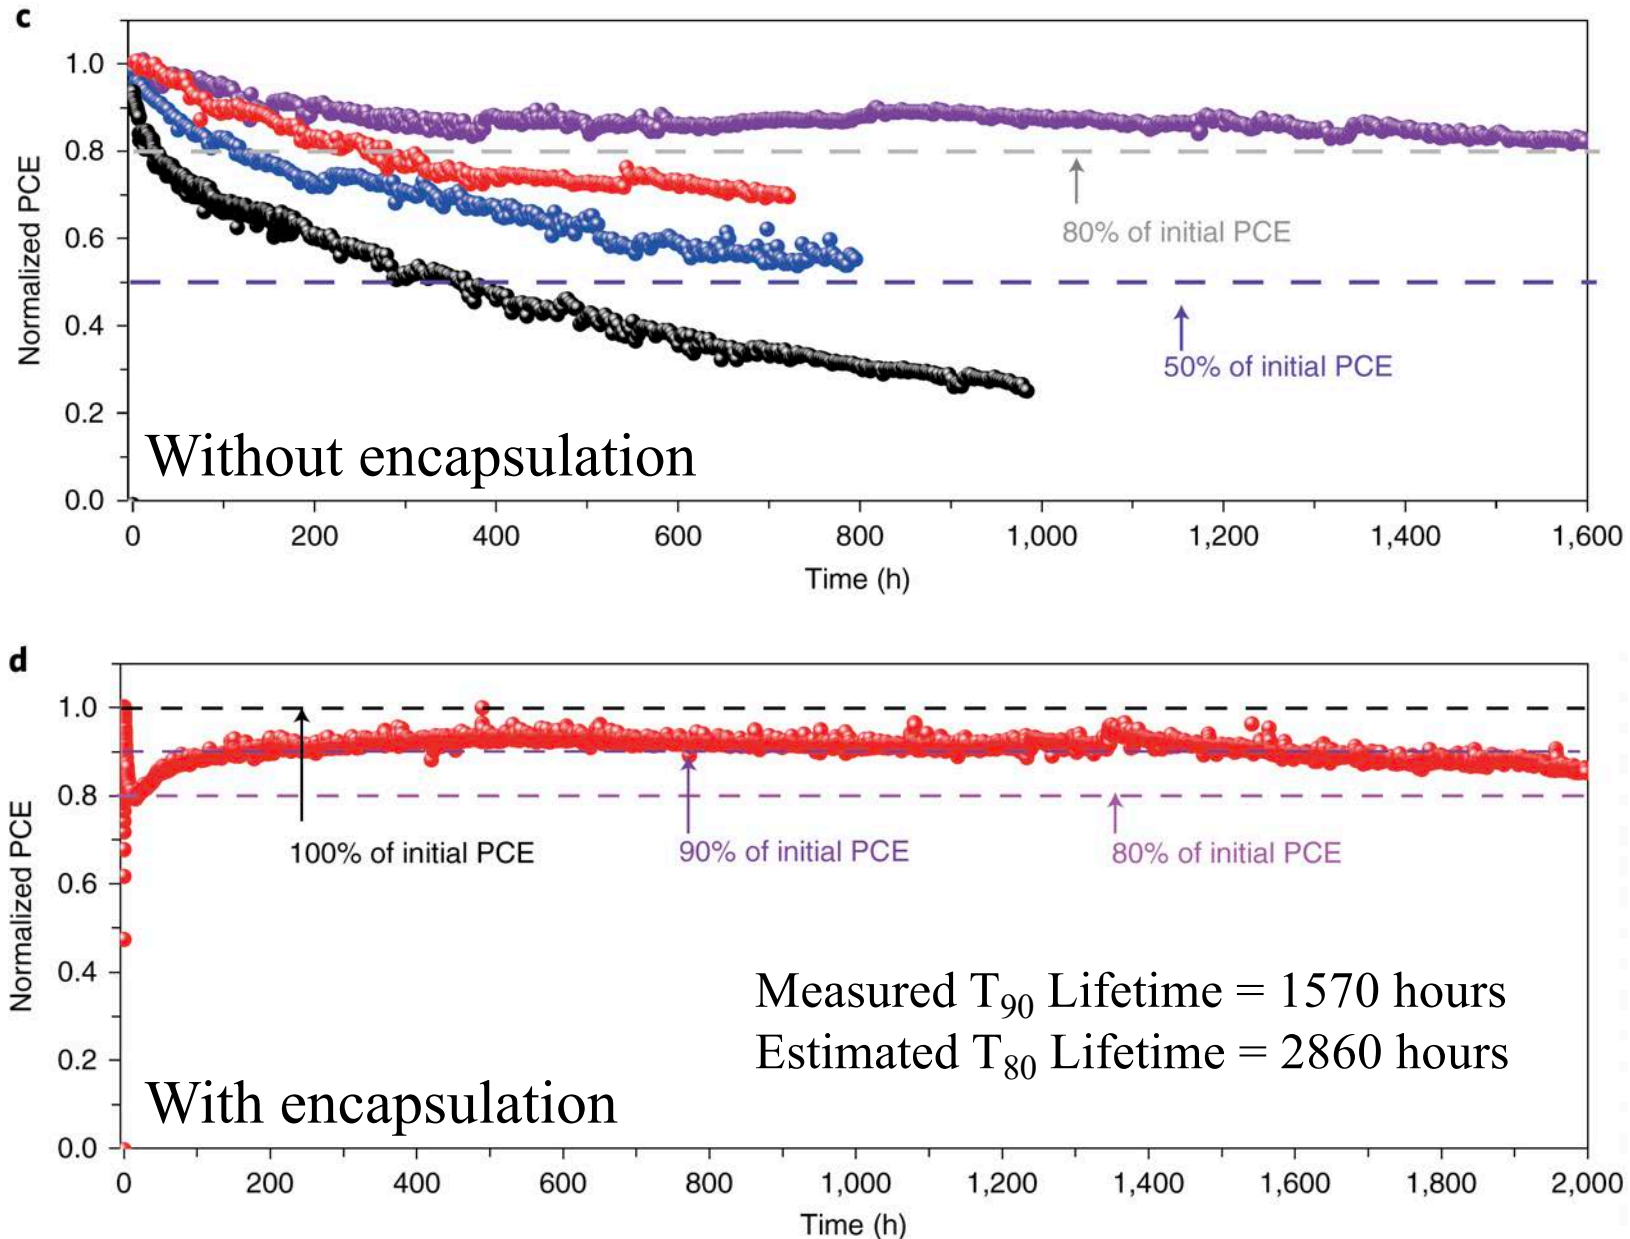 c
Normalized PCE
1.0
0.8
0.6
0.4
0.2
0.0
80% of initial PCE
50% of initial PCE
Without encapsulation
0 200 400 600 800 1,000 1,200 1,400 1,600
Time (h)
d
Normalized PCE
1.0
0.8
0.6
0.4
0.2
0.0
100% of initial PCE
90% of initial PCE
80% of initial PCE
Measured T90 Lifetime = 1570 hours
Estimated T80 Lifetime = 2860 hours
With encapsulation
0 200 400 600 800 1,000 1,200 1,400 1,600 1,800 2,000
Time (h)